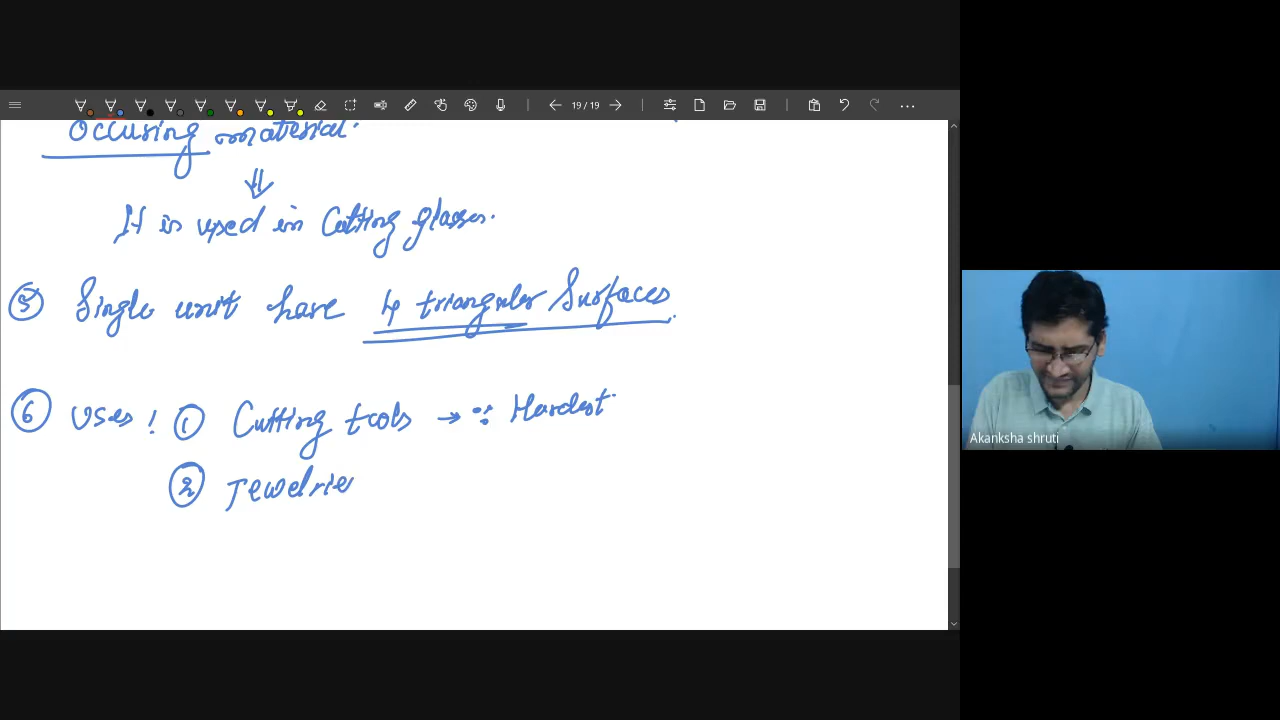 19 / 19
Occuring material.
⇓
It is used in Cutting glasses.
⑤ Single unit have 4 triangular Surfaces.
⑥ Uses : ① Cutting tools → ∵ Hardest
② Jewelrie
Akanksha shruti